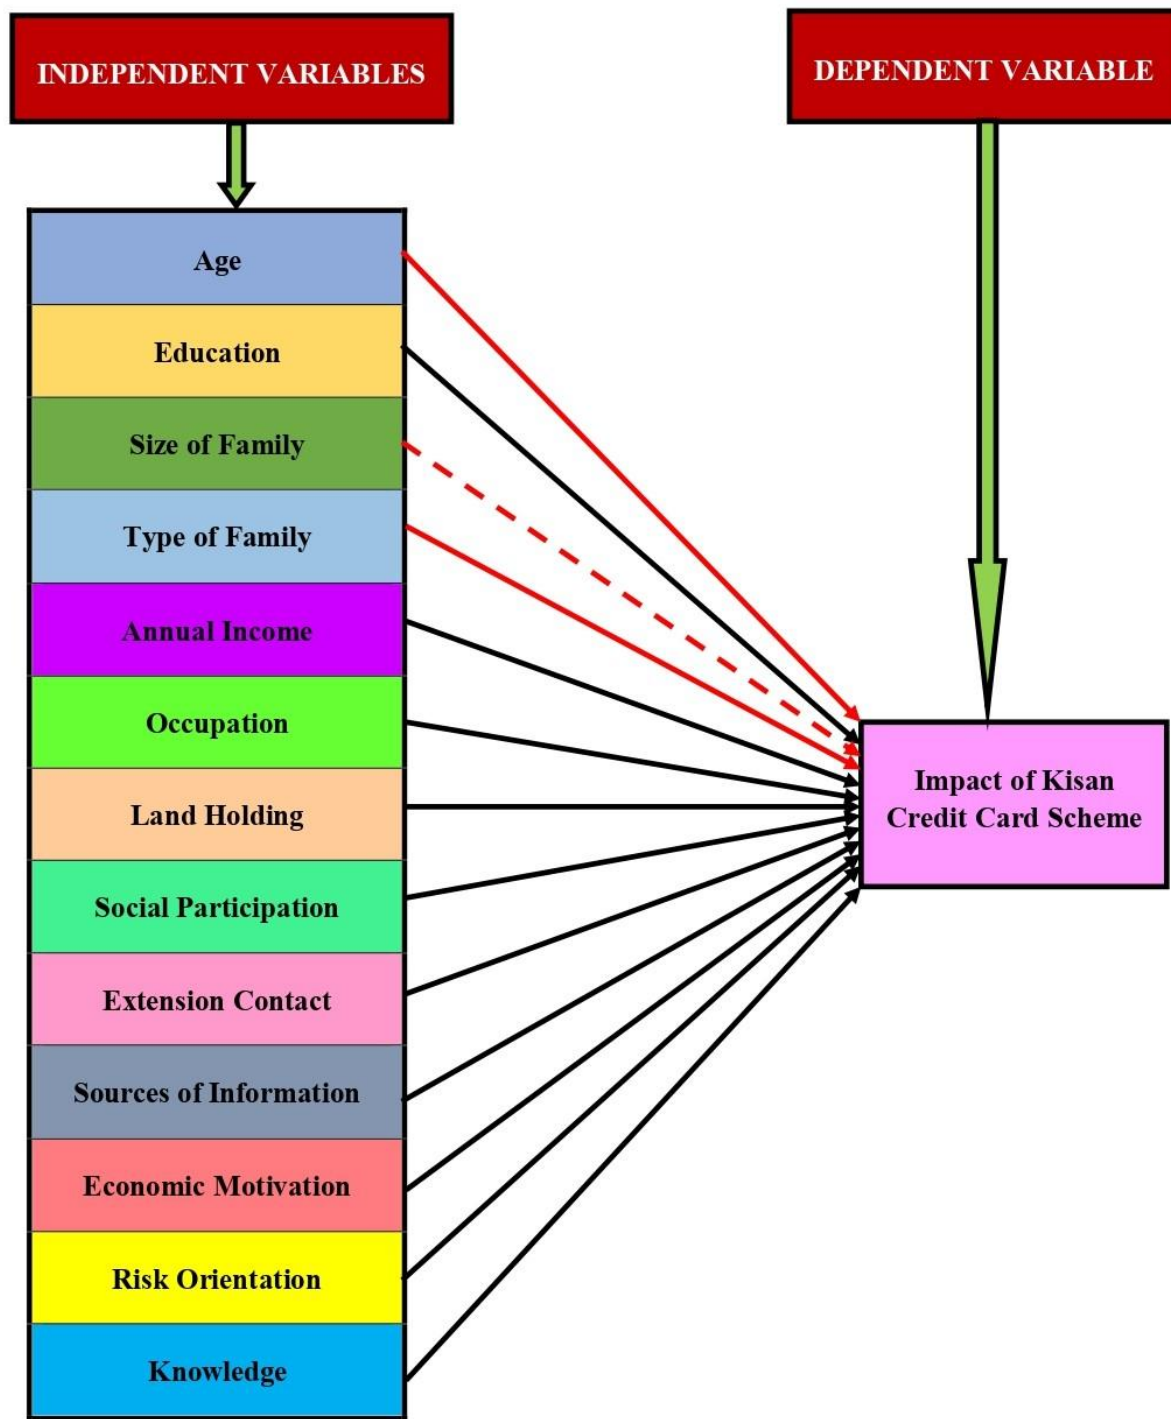 INDEPENDENT VARIABLES
DEPENDENT VARIABLE
Age
Education
Size of Family
Type of Family
Annual Income
Occupation
Land Holding
Social Participation
Extension Contact
Sources of Information
Economic Motivation
Risk Orientation
Knowledge
Impact of Kisan
Credit Card Scheme